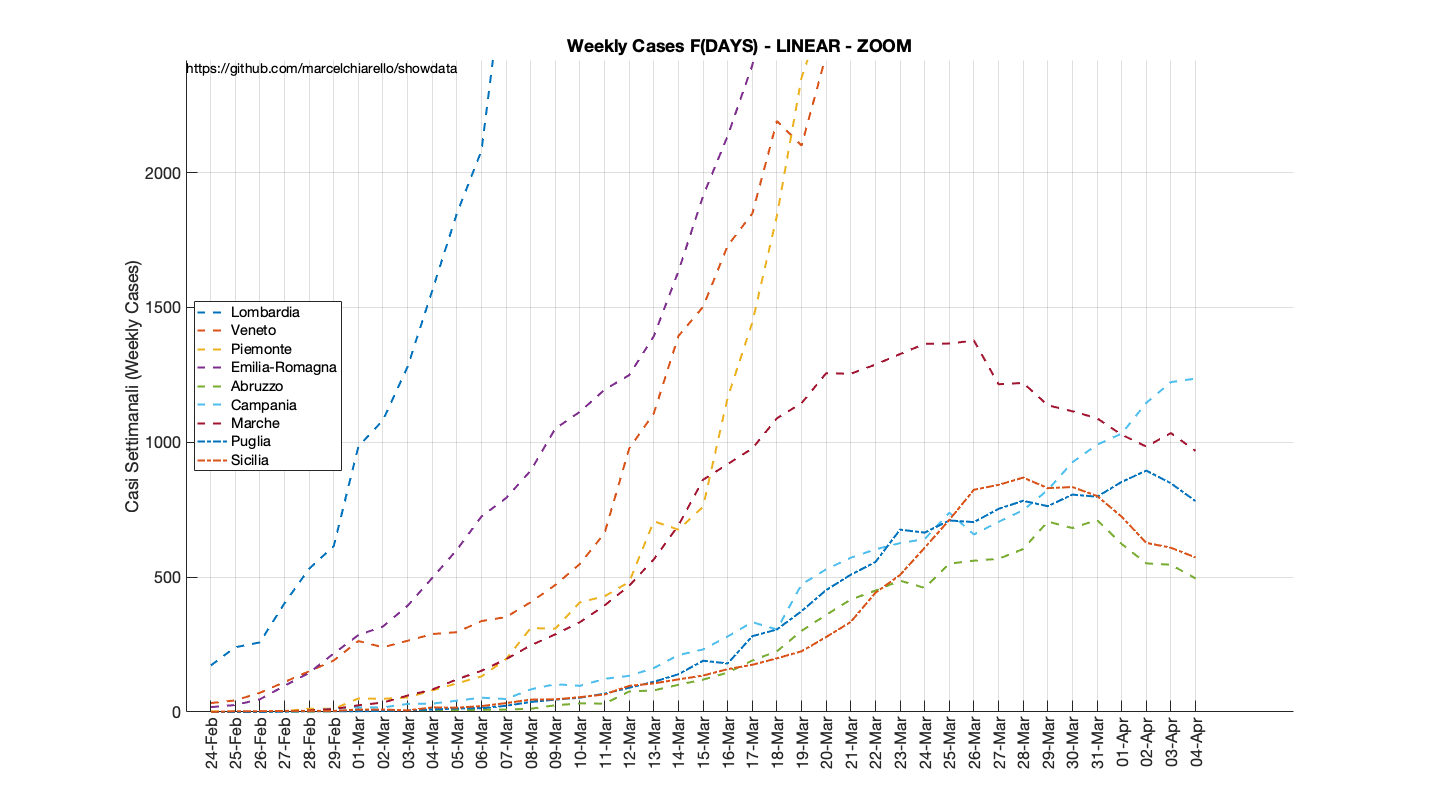 Weekly Cases F(DAYS) - LINEAR - ZOOM
https://github.com/marcelchiarello/showdata
Casi Settimanali (Weekly Cases)
2000
1500
1000
500
0
Lombardia
Veneto
Piemonte
Emilia-Romagna
Abruzzo
Campania
Marche
Puglia
Sicilia
24-Feb
25-Feb
26-Feb
27-Feb
28-Feb
29-Feb
01-Mar
02-Mar
03-Mar
04-Mar
05-Mar
06-Mar
07-Mar
08-Mar
09-Mar
10-Mar
11-Mar
12-Mar
13-Mar
14-Mar
15-Mar
16-Mar
17-Mar
18-Mar
19-Mar
20-Mar
21-Mar
22-Mar
23-Mar
24-Mar
25-Mar
26-Mar
27-Mar
28-Mar
29-Mar
30-Mar
31-Mar
01-Apr
02-Apr
03-Apr
04-Apr